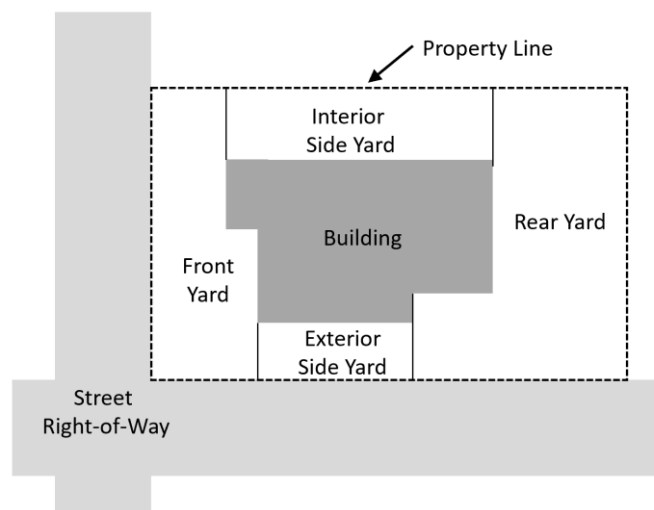 Property Line
Interior
Side Yard
Building
Rear Yard
Front
Yard
Exterior
Side Yard
Street
Right-of-Way